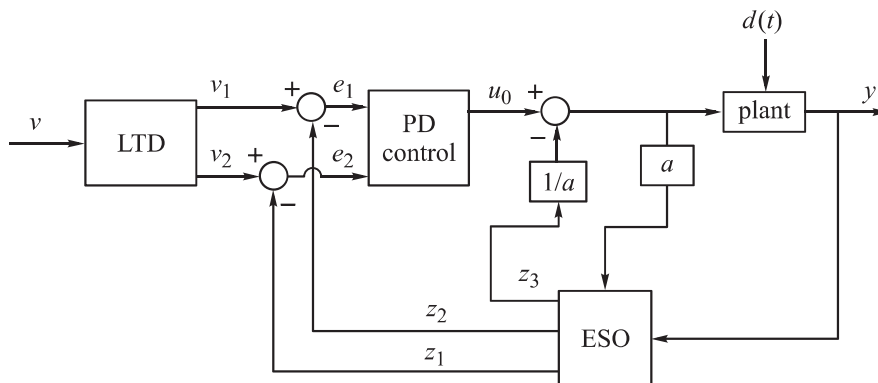 d(t)
v
LTD
v1
v2
+
−
+
−
e1
e2
PD
control
u0
+
−
1/a
a
plant
y
z3
z2
z1
ESO